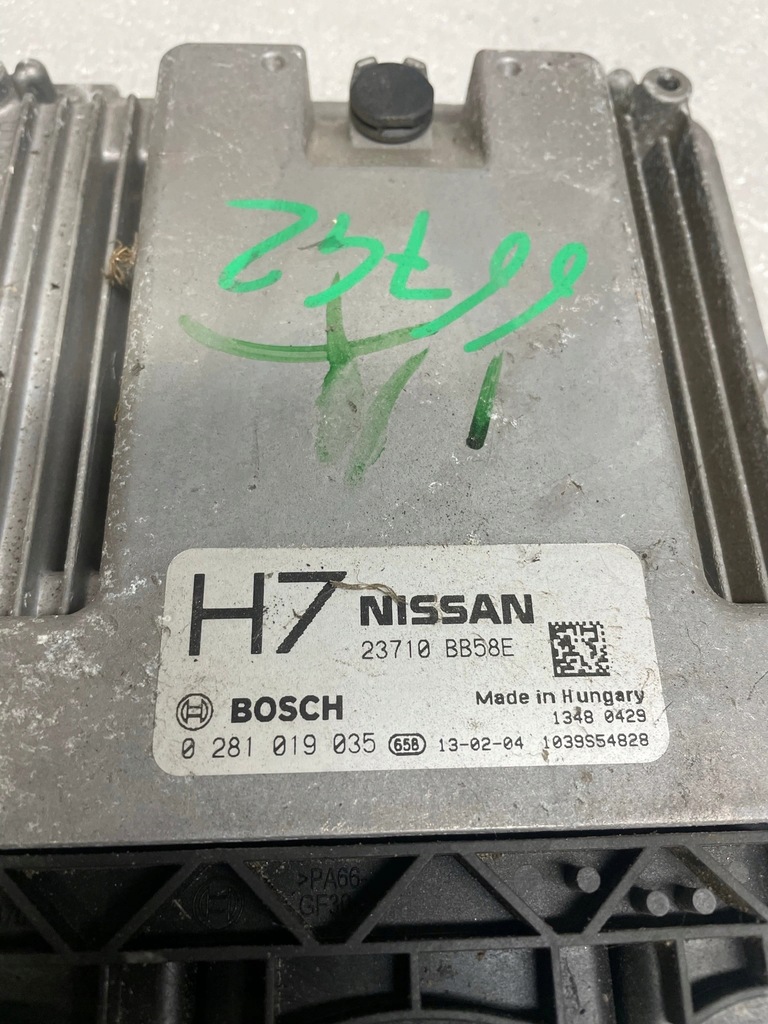 H7 NISSAN
23710 BB58E
BOSCH Made in Hungary
1348 0429
0 281 019 035 658 13-02-04 1039S54828
>PA66-
GF30